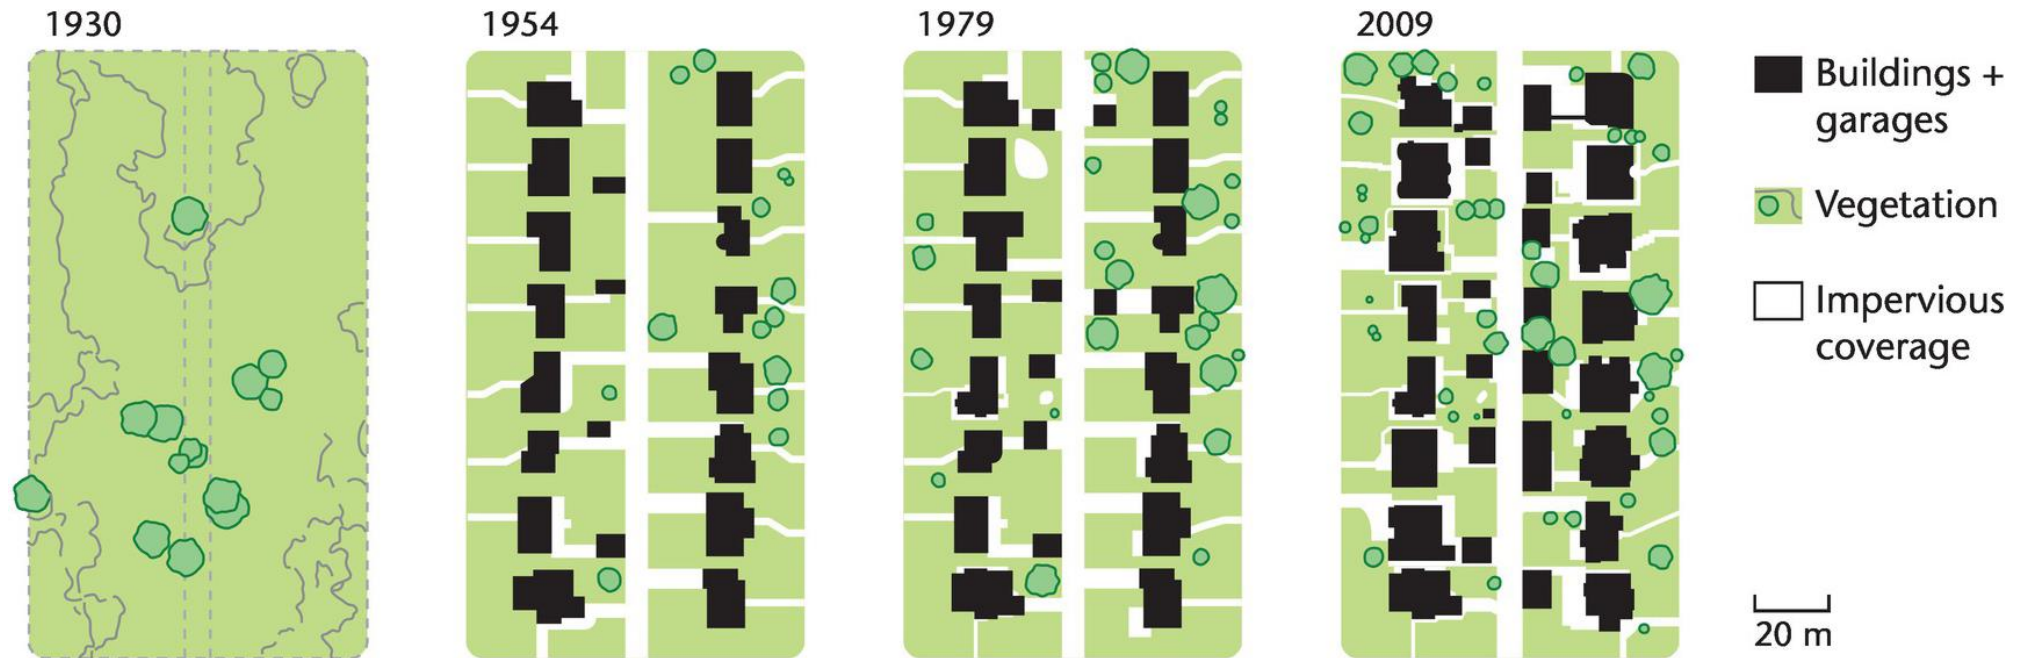 1930
1954
1979
2009
Buildings +
garages
Vegetation
Impervious
coverage
20 m